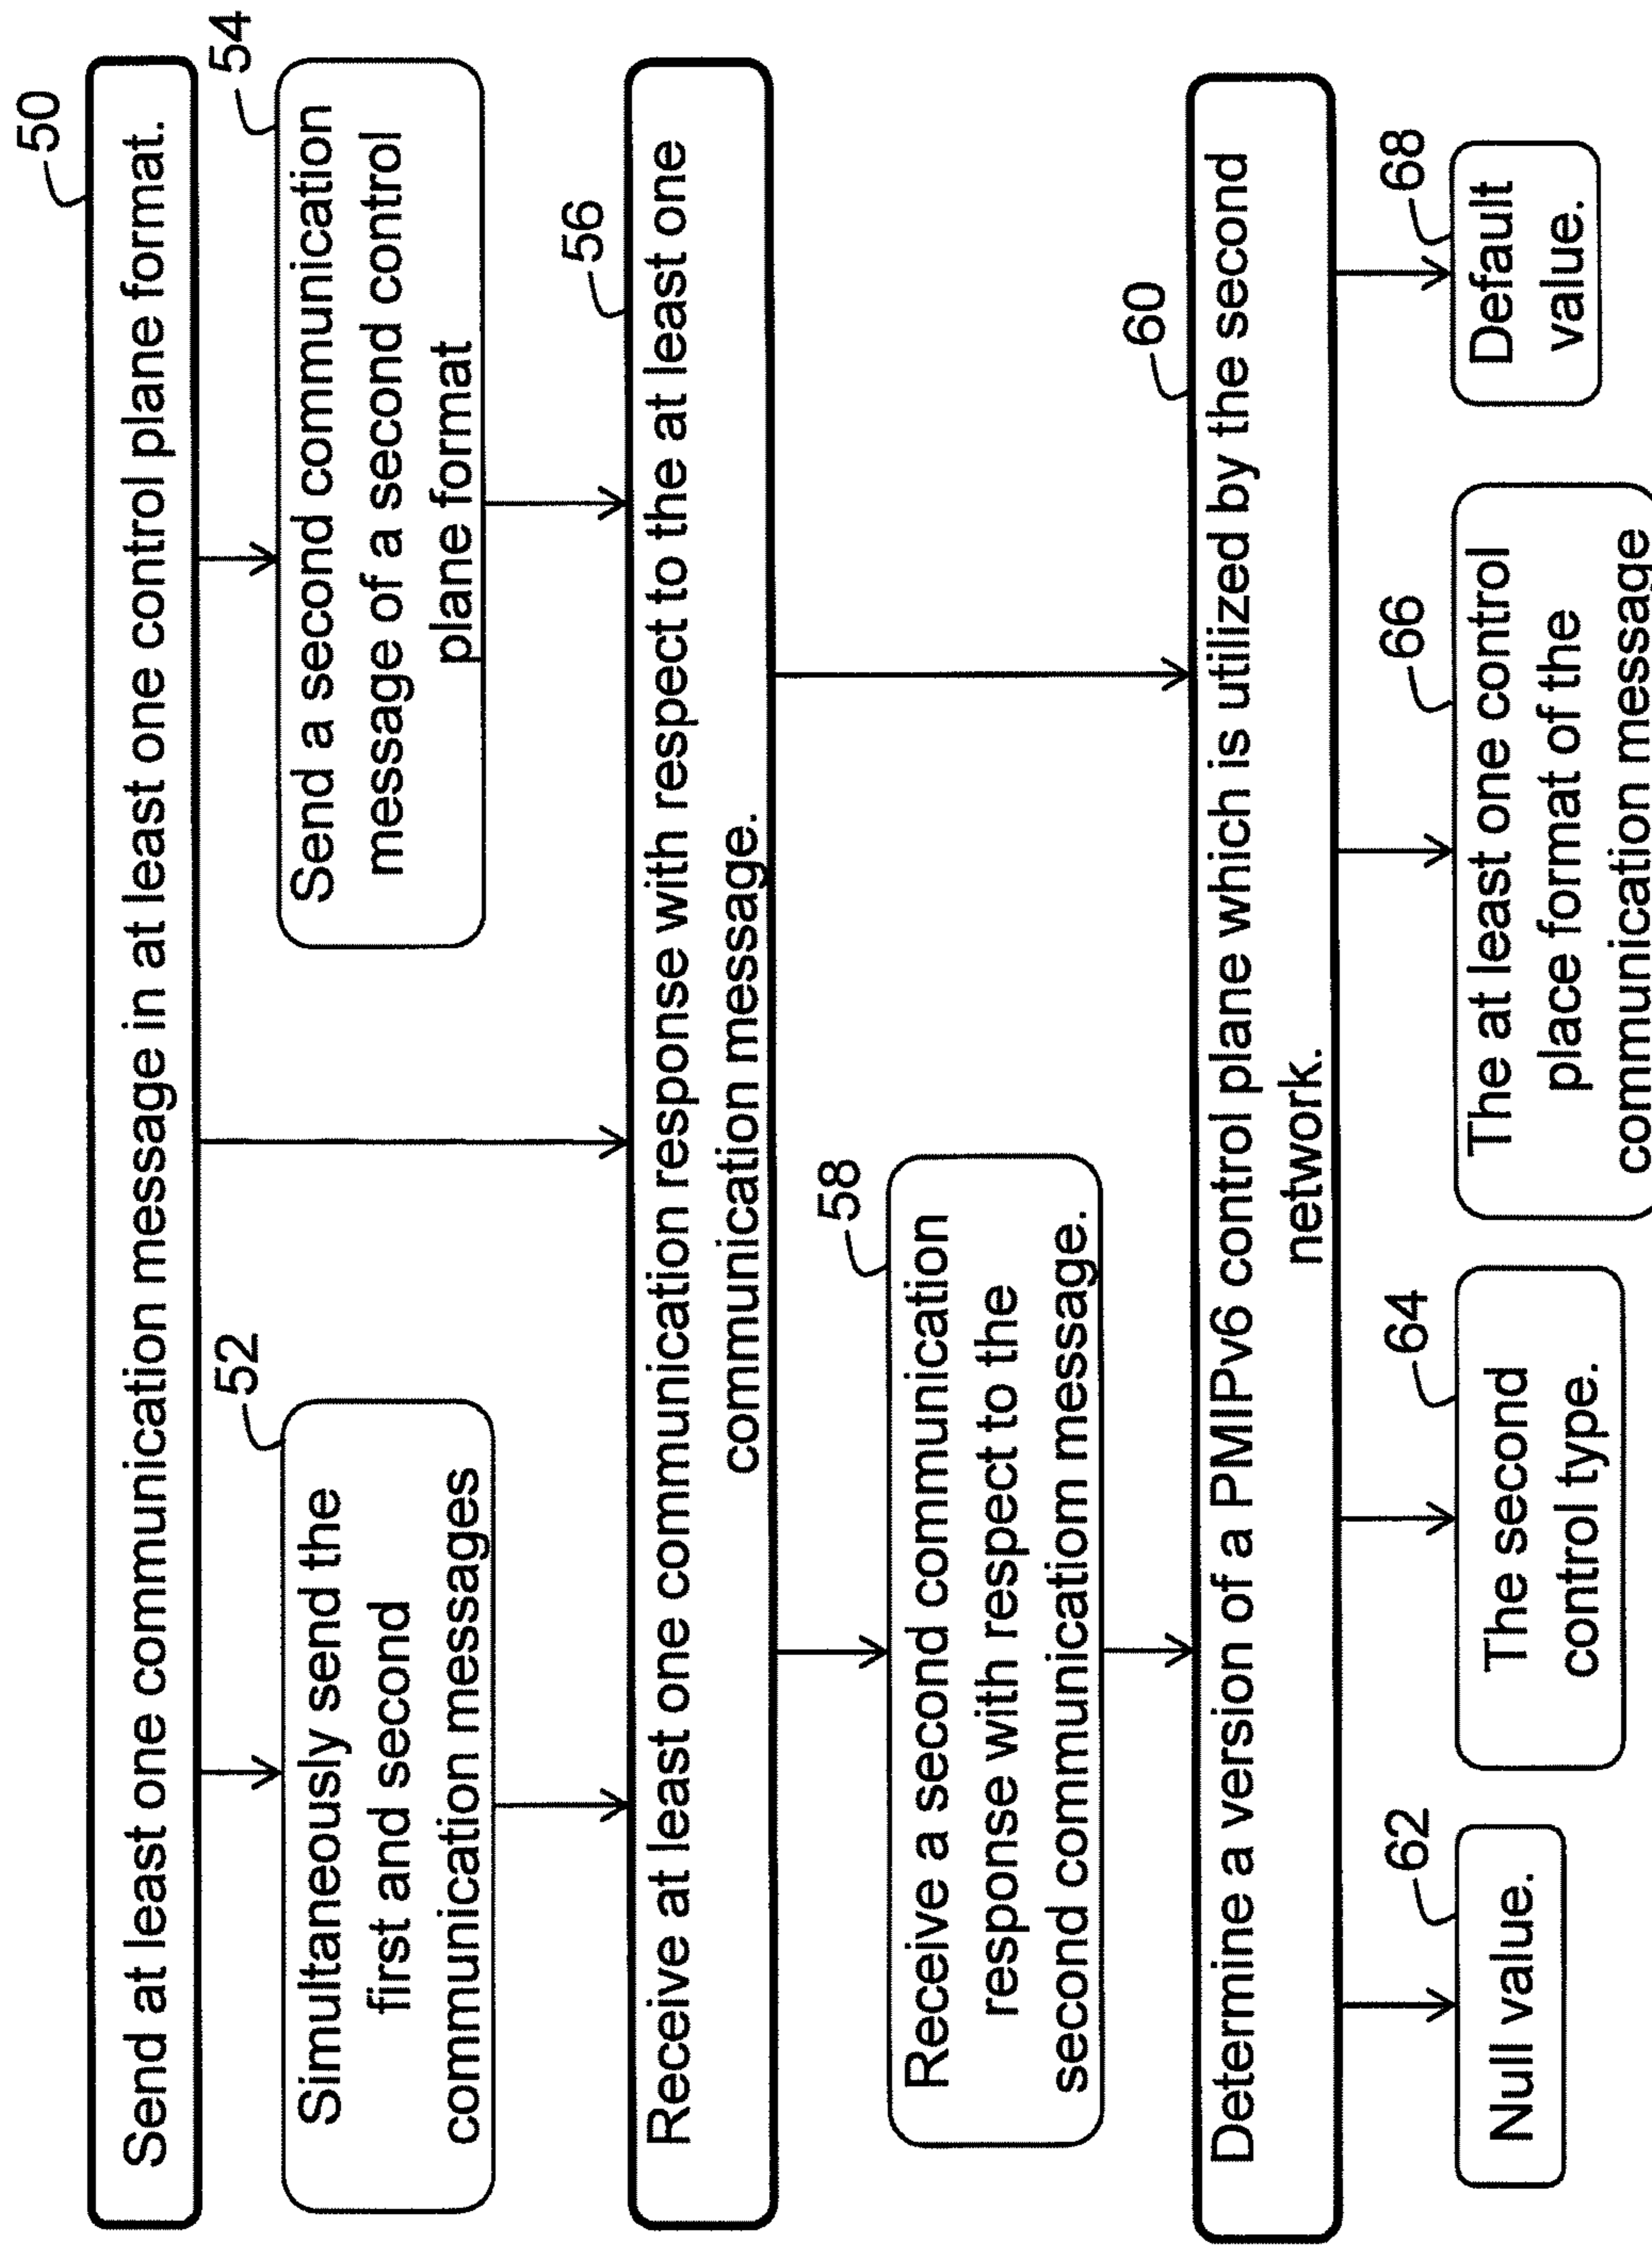 50
Send at least one communication message in at least one control plane format.
52
Simultaneously send the
first and second
communication messages
54
Send a second communication
message of a second control
plane format
56
Receive at least one communication response with respect to the at least one
communication message.
58
Receive a second communication
response with respect to the
second communicatiom message.
60
Determine a version of a PMIPv6 control plane which is utilized by the second
network.
62
Null value.
64
The second
control type.
66
The at least one control
place format of the
communication message
68
Default
value.